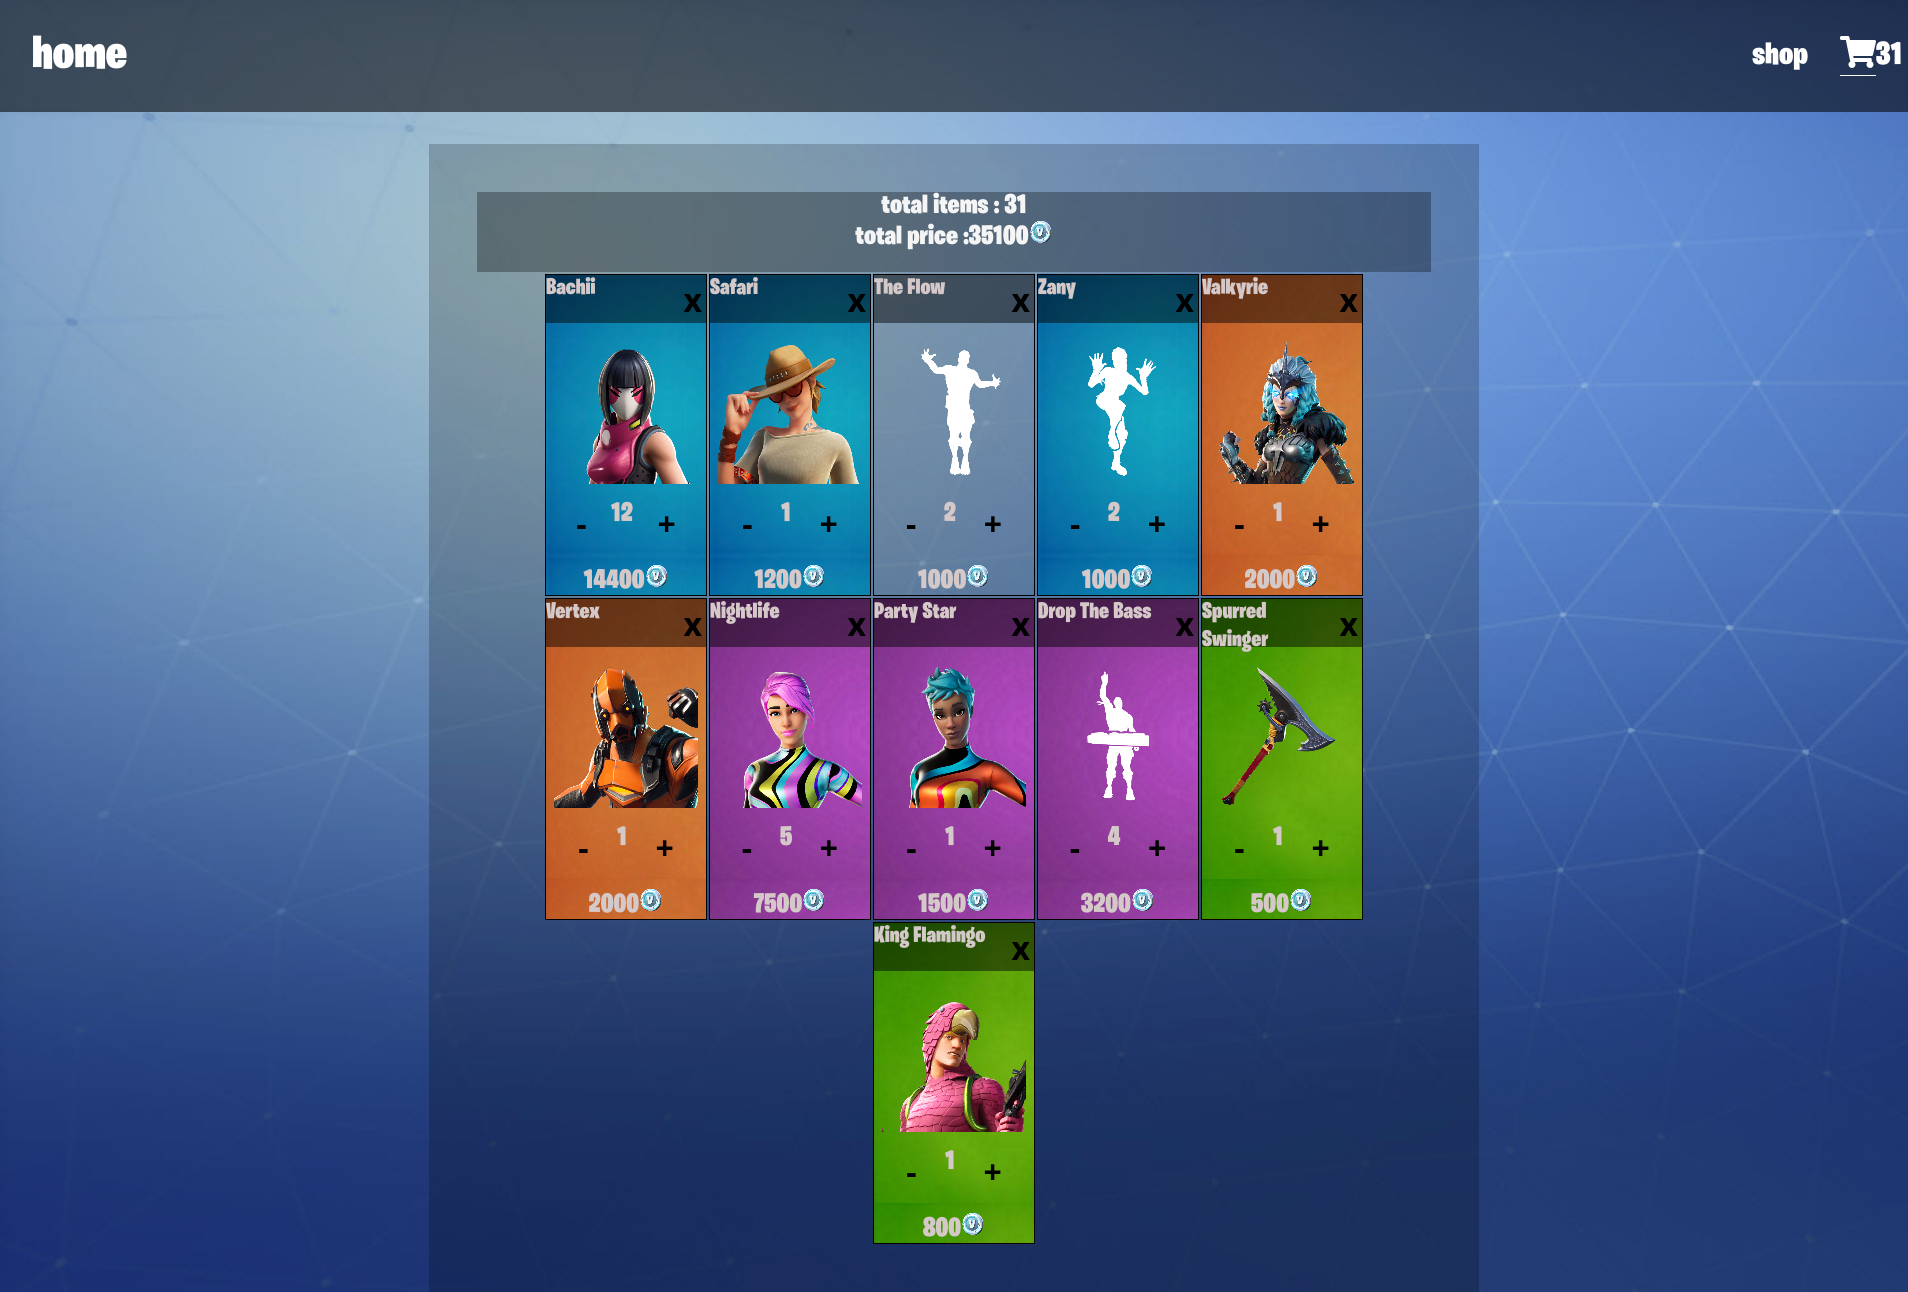 home
shop
31
total items : 31
total price :35100
Bachii
X
Safari
X
The Flow
X
Zany
X
Valkyrie
X
- 12 +
- 1 +
- 2 +
- 2 +
- 1 +
14400
1200
1000
1000
2000
Vertex
X
Nightlife
X
Party Star
X
Drop The Bass
X
Spurred
Swinger
X
- 1 +
- 5 +
- 1 +
- 4 +
- 1 +
2000
7500
1500
3200
500
King Flamingo
X
- 1 +
800